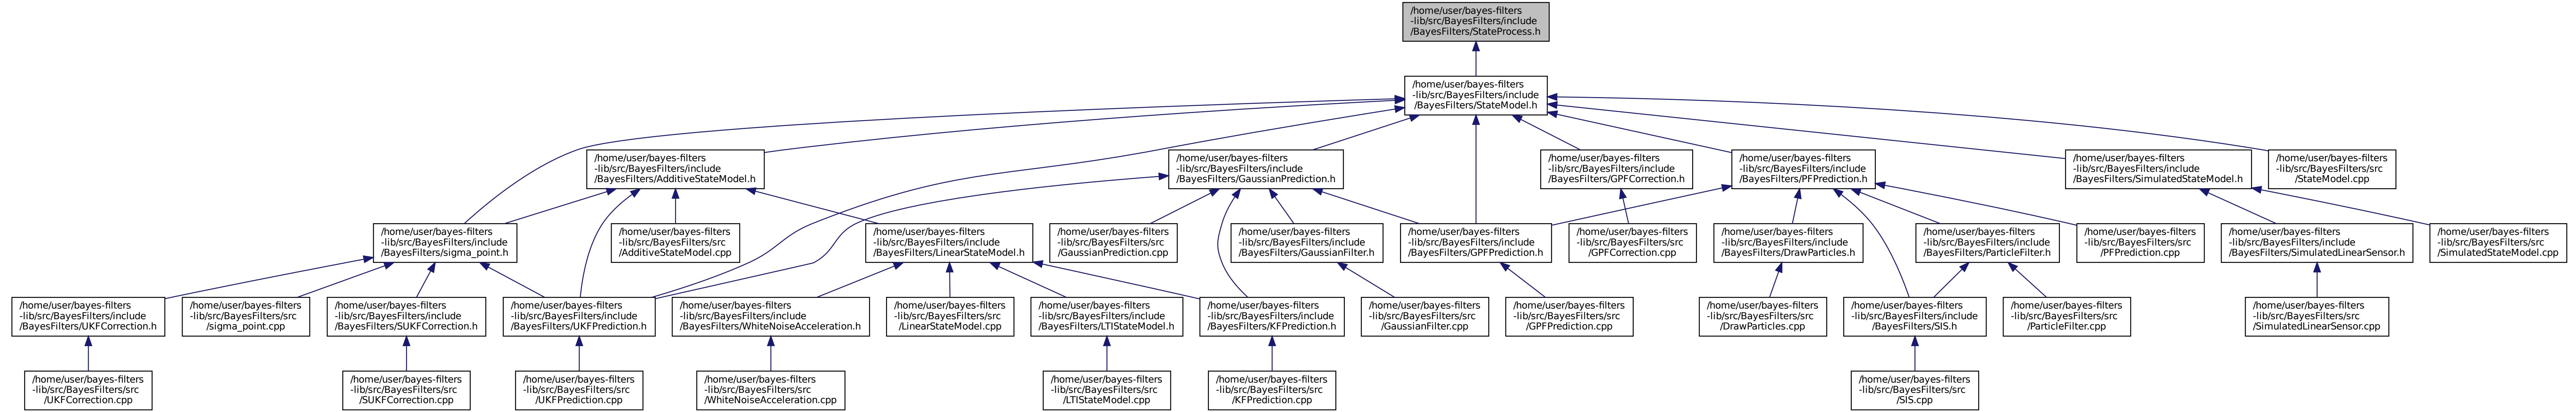 /home/user/bayes-filters
-lib/src/BayesFilters/include
/BayesFilters/StateProcess.h
/home/user/bayes-filters
-lib/src/BayesFilters/include
/BayesFilters/StateModel.h
/home/user/bayes-filters
-lib/src/BayesFilters/include
/BayesFilters/AdditiveStateModel.h
/home/user/bayes-filters
-lib/src/BayesFilters/include
/BayesFilters/GaussianPrediction.h
/home/user/bayes-filters
-lib/src/BayesFilters/include
/BayesFilters/GPFCorrection.h
/home/user/bayes-filters
-lib/src/BayesFilters/include
/BayesFilters/PFPrediction.h
/home/user/bayes-filters
-lib/src/BayesFilters/include
/BayesFilters/SimulatedStateModel.h
/home/user/bayes-filters
-lib/src/BayesFilters/src
/StateModel.cpp
/home/user/bayes-filters
-lib/src/BayesFilters/include
/BayesFilters/sigma_point.h
/home/user/bayes-filters
-lib/src/BayesFilters/src
/AdditiveStateModel.cpp
/home/user/bayes-filters
-lib/src/BayesFilters/include
/BayesFilters/LinearStateModel.h
/home/user/bayes-filters
-lib/src/BayesFilters/src
/GaussianPrediction.cpp
/home/user/bayes-filters
-lib/src/BayesFilters/include
/BayesFilters/GaussianFilter.h
/home/user/bayes-filters
-lib/src/BayesFilters/include
/BayesFilters/GPFPrediction.h
/home/user/bayes-filters
-lib/src/BayesFilters/src
/GPFCorrection.cpp
/home/user/bayes-filters
-lib/src/BayesFilters/include
/BayesFilters/DrawParticles.h
/home/user/bayes-filters
-lib/src/BayesFilters/include
/BayesFilters/ParticleFilter.h
/home/user/bayes-filters
-lib/src/BayesFilters/src
/PFPrediction.cpp
/home/user/bayes-filters
-lib/src/BayesFilters/include
/BayesFilters/SimulatedLinearSensor.h
/home/user/bayes-filters
-lib/src/BayesFilters/src
/SimulatedStateModel.cpp
/home/user/bayes-filters
-lib/src/BayesFilters/include
/BayesFilters/UKFCorrection.h
/home/user/bayes-filters
-lib/src/BayesFilters/src
/sigma_point.cpp
/home/user/bayes-filters
-lib/src/BayesFilters/include
/BayesFilters/SUKFCorrection.h
/home/user/bayes-filters
-lib/src/BayesFilters/include
/BayesFilters/UKFPrediction.h
/home/user/bayes-filters
-lib/src/BayesFilters/include
/BayesFilters/WhiteNoiseAcceleration.h
/home/user/bayes-filters
-lib/src/BayesFilters/src
/LinearStateModel.cpp
/home/user/bayes-filters
-lib/src/BayesFilters/include
/BayesFilters/LTIStateModel.h
/home/user/bayes-filters
-lib/src/BayesFilters/include
/BayesFilters/KFPrediction.h
/home/user/bayes-filters
-lib/src/BayesFilters/src
/GaussianFilter.cpp
/home/user/bayes-filters
-lib/src/BayesFilters/src
/GPFPrediction.cpp
/home/user/bayes-filters
-lib/src/BayesFilters/src
/DrawParticles.cpp
/home/user/bayes-filters
-lib/src/BayesFilters/include
/BayesFilters/SIS.h
/home/user/bayes-filters
-lib/src/BayesFilters/src
/ParticleFilter.cpp
/home/user/bayes-filters
-lib/src/BayesFilters/src
/SimulatedLinearSensor.cpp
/home/user/bayes-filters
-lib/src/BayesFilters/src
/UKFCorrection.cpp
/home/user/bayes-filters
-lib/src/BayesFilters/src
/SUKFCorrection.cpp
/home/user/bayes-filters
-lib/src/BayesFilters/src
/UKFPrediction.cpp
/home/user/bayes-filters
-lib/src/BayesFilters/src
/WhiteNoiseAcceleration.cpp
/home/user/bayes-filters
-lib/src/BayesFilters/src
/LTIStateModel.cpp
/home/user/bayes-filters
-lib/src/BayesFilters/src
/KFPrediction.cpp
/home/user/bayes-filters
-lib/src/BayesFilters/src
/SIS.cpp